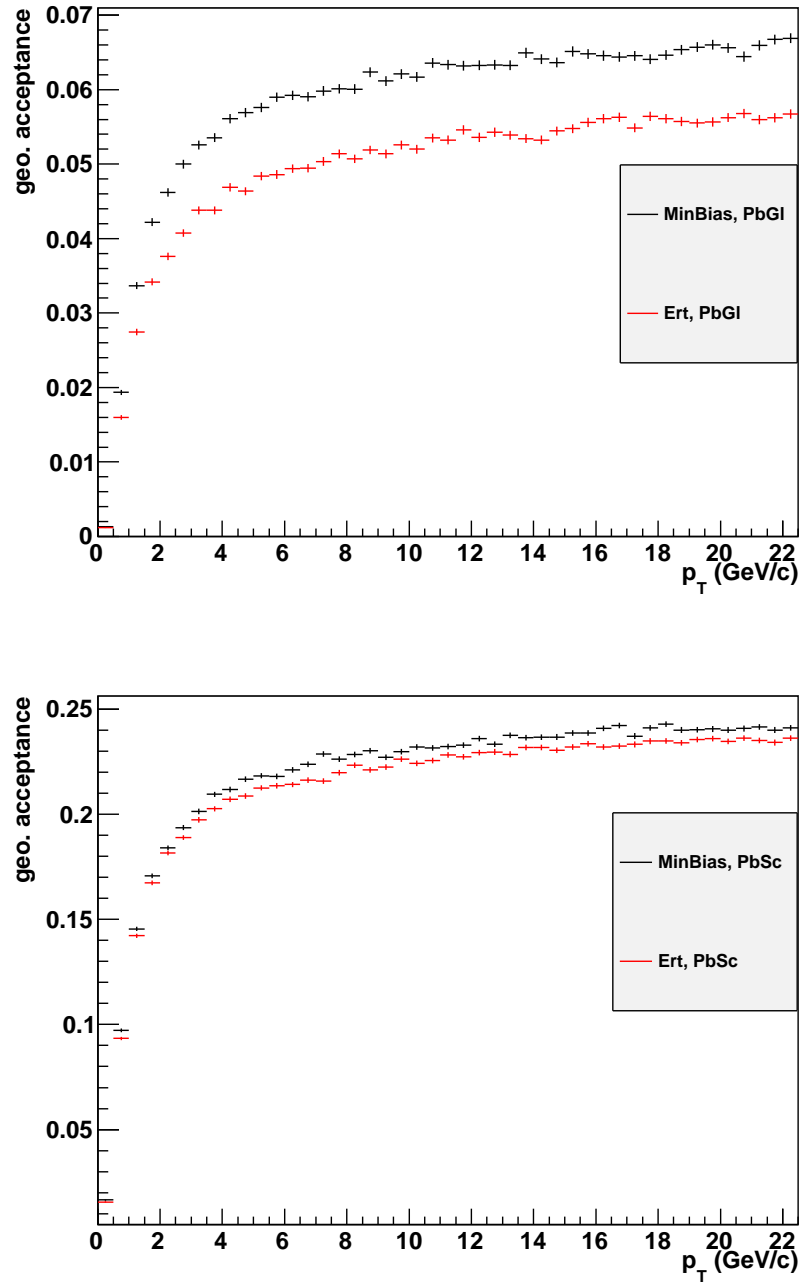 geo. acceptance
0.07
0.06
0.05
0.04
0.03
0.02
0.01
0
MinBias, PbGl
Ert, PbGl
0 2 4 6 8 10 12 14 16 18 20 22
p_T (GeV/c)
geo. acceptance
0.25
0.2
0.15
0.1
0.05
MinBias, PbSc
Ert, PbSc
0 2 4 6 8 10 12 14 16 18 20 22
p_T (GeV/c)